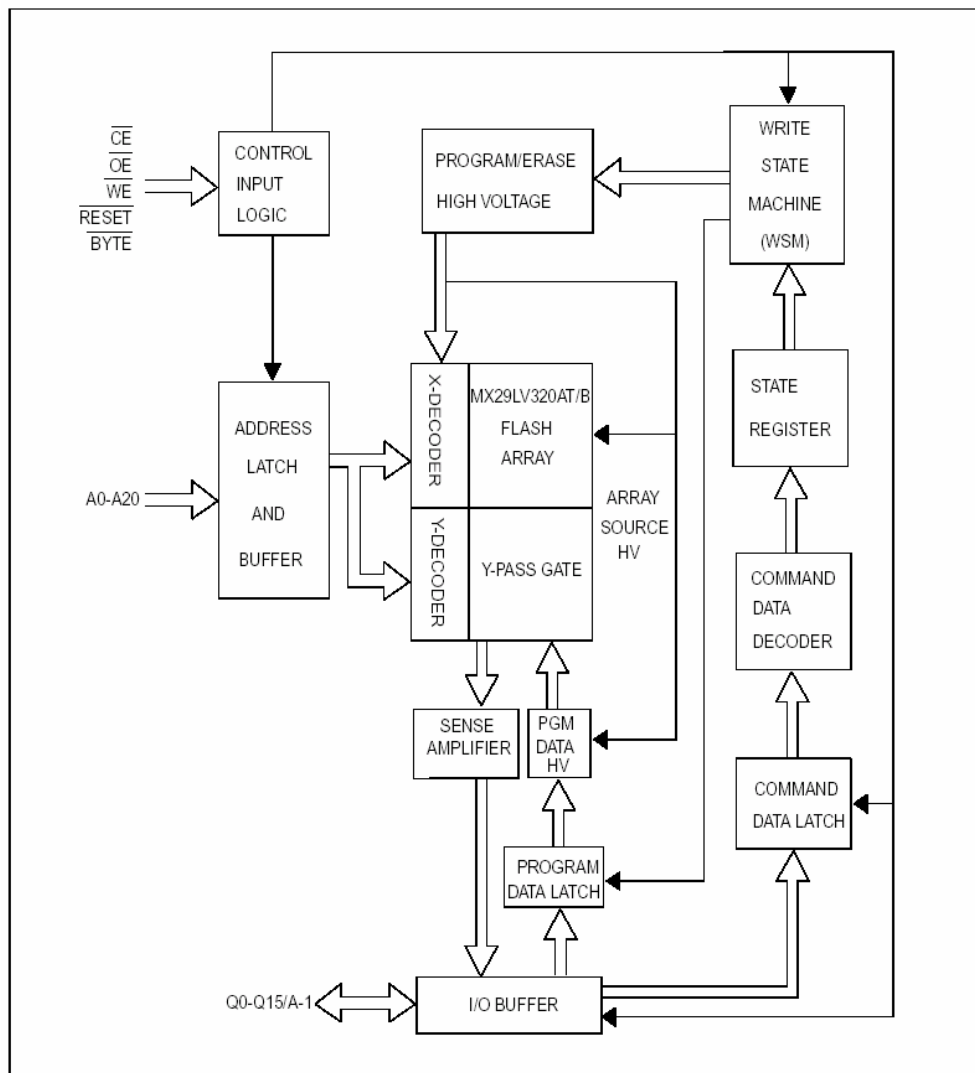 CE
OE
WE
RESET
BYTE
CONTROL
INPUT
LOGIC
PROGRAM/ERASE
HIGH VOLTAGE
WRITE
STATE
MACHINE
(WSM)
STATE
REGISTER
A0-A20
ADDRESS
LATCH
AND
BUFFER
X-DECODER
MX29LV320AT/B
FLASH
ARRAY
Y-DECODER
Y-PASS GATE
ARRAY
SOURCE
HV
COMMAND
DATA
DECODER
SENSE
AMPLIFIER
PGM
DATA
HV
COMMAND
DATA LATCH
PROGRAM
DATA LATCH
Q0-Q15/A-1
I/O BUFFER